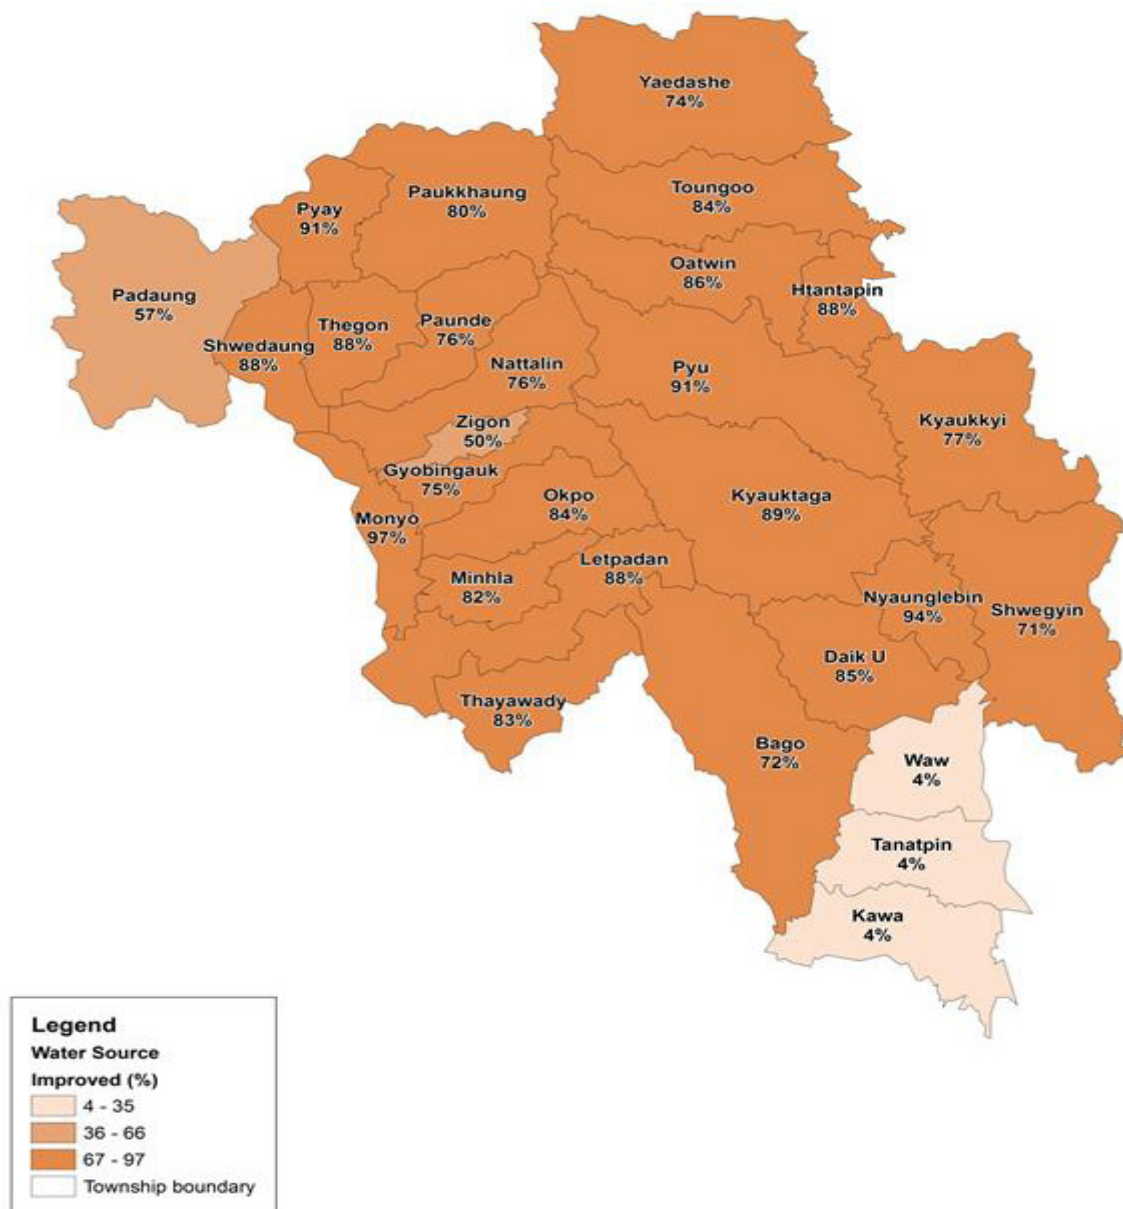 Yaedashe
74%
Toungoo
84%
Paukkhaung
80%
Pyay
91%
Oatwin
86%
Htantapin
88%
Padaung
57%
Shwedaung
88%
Thegon
88%
Paunde
76%
Nattalin
76%
Pyu
91%
Kyaukkyi
77%
Zigon
50%
Gyobingauk
75%
Monyo
97%
Okpo
84%
Kyauktaga
89%
Minhla
82%
Letpadan
88%
Nyaunglebin
94%
Shwegyin
71%
Daik U
85%
Thayawady
83%
Bago
72%
Waw
4%
Tanatpin
4%
Kawa
4%
Legend
Water Source
Improved (%)
4 - 35
36 - 66
67 - 97
Township boundary